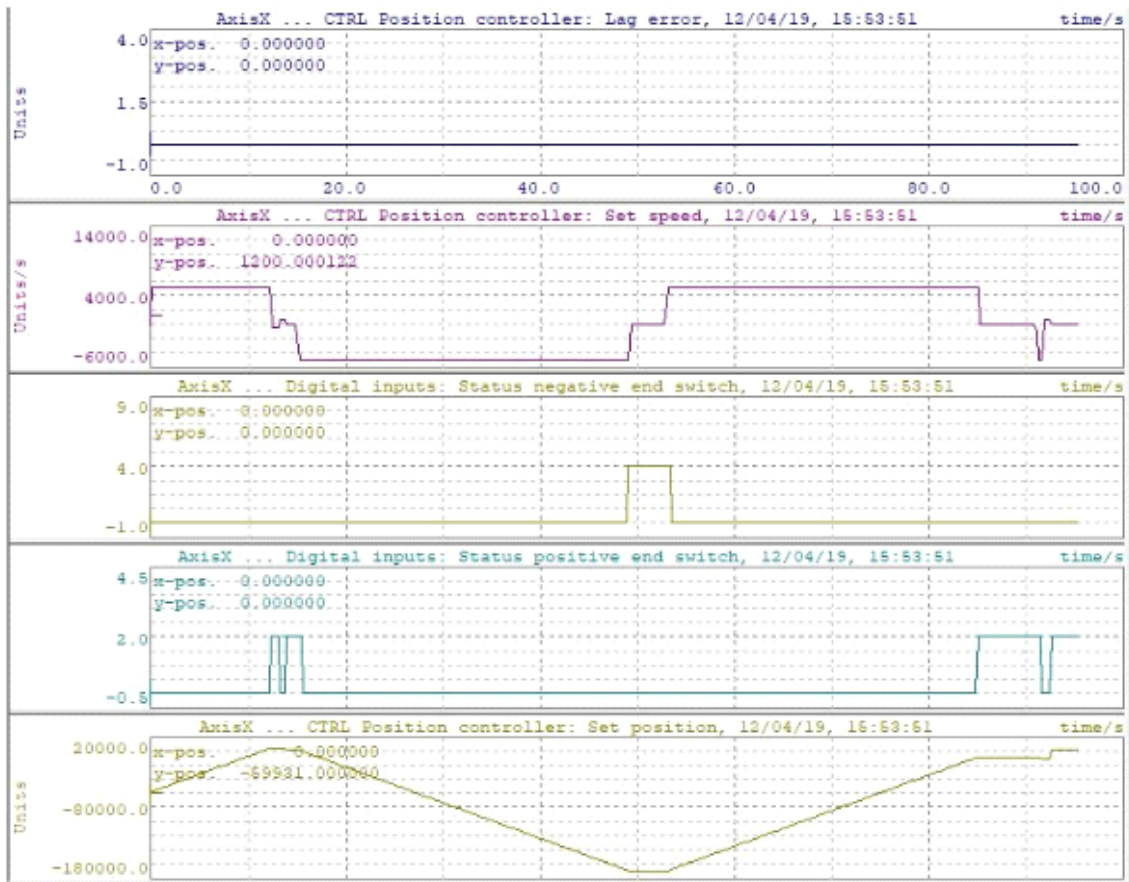 AxisX ... CTRL Position controller: Lag error, 12/04/19, 15:53:51 time/s
4.0
x-pos. 0.000000
y-pos. 0.000000
1.5
Units
-1.0
0.0 20.0 40.0 60.0 80.0 100.0
AxisX ... CTRL Position controller: Set speed, 12/04/19, 15:53:51 time/s
14000.0
x-pos. 0.000000
y-pos. 1200.000122
4000.0
Units/s
-6000.0
AxisX ... Digital inputs: Status negative end switch, 12/04/19, 15:53:51 time/s
9.0
x-pos. 0.000000
y-pos. 0.000000
4.0
-1.0
AxisX ... Digital inputs: Status positive end switch, 12/04/19, 15:53:51 time/s
4.5
x-pos. 0.000000
y-pos. 0.000000
2.0
-0.5
AxisX ... CTRL Position controller: Set position, 12/04/19, 15:53:51 time/s
20000.0
x-pos. 0.000000
y-pos. -59931.000000
-80000.0
Units
-180000.0